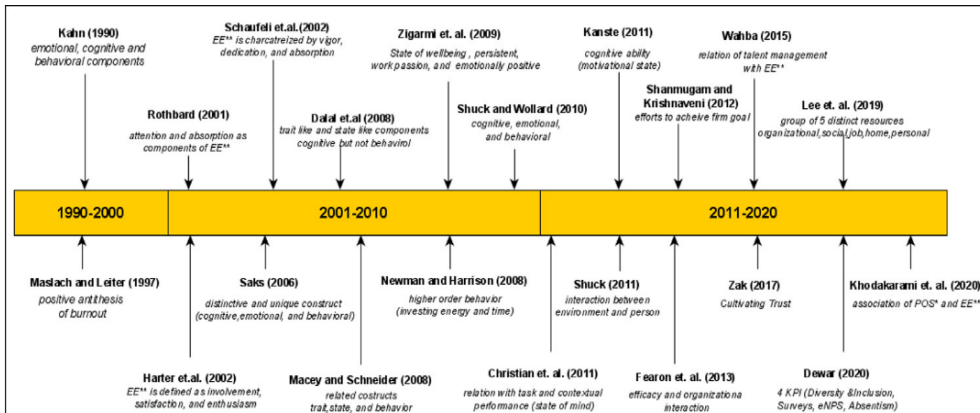 Kahn (1990)
emotional, cognitive and
behavioral components
Rothbard (2001)
attention and absorption as
components of EE**
Schaufeli et.al.(2002)
EE** is charcatreized by vigor,
dedication, and absorption
Dalal et.al (2008)
trait like and state like components
cognitive but not behavirol
Zigarmi et. al. (2009)
State of wellbeing , persistent,
work passion, and emotionally positive
Shuck and Wollard (2010)
cognitive, emotional,
and behavioral
Kanste (2011)
cognitive ability
(motivational state)
Shanmugam and
Krishnaveni (2012)
efforts to acheive firm goal
Wahba (2015)
relation of talent management
with EE**
Lee et. al. (2019)
group of 5 distinct resources
organizational,social,job,home,personal
1990-2000
2001-2010
2011-2020
Maslach and Leiter (1997)
positive antithesis
of burnout
Harter et.al. (2002)
EE** is defined as involvement,
satisfaction, and enthusiasm
Saks (2006)
distinctive and unique construct
(cognitive,emotional, and behavioral)
Macey and Schneider (2008)
related costructs
trait,state, and behavior
Newman and Harrison (2008)
higher order behavior
(investing energy and time)
Christian et. al. (2011)
relation with task and contextual
performance (state of mind)
Shuck (2011)
interaction between
environment and person
Fearon et. al. (2013)
efficacy and organizationa
interaction
Zak (2017)
Cultivating Trust
Dewar (2020)
4 KPI (Diversity &Inclusion,
Surveys, eNPS, Absentism)
Khodakarami et. al. (2020)
association of POS* and EE**